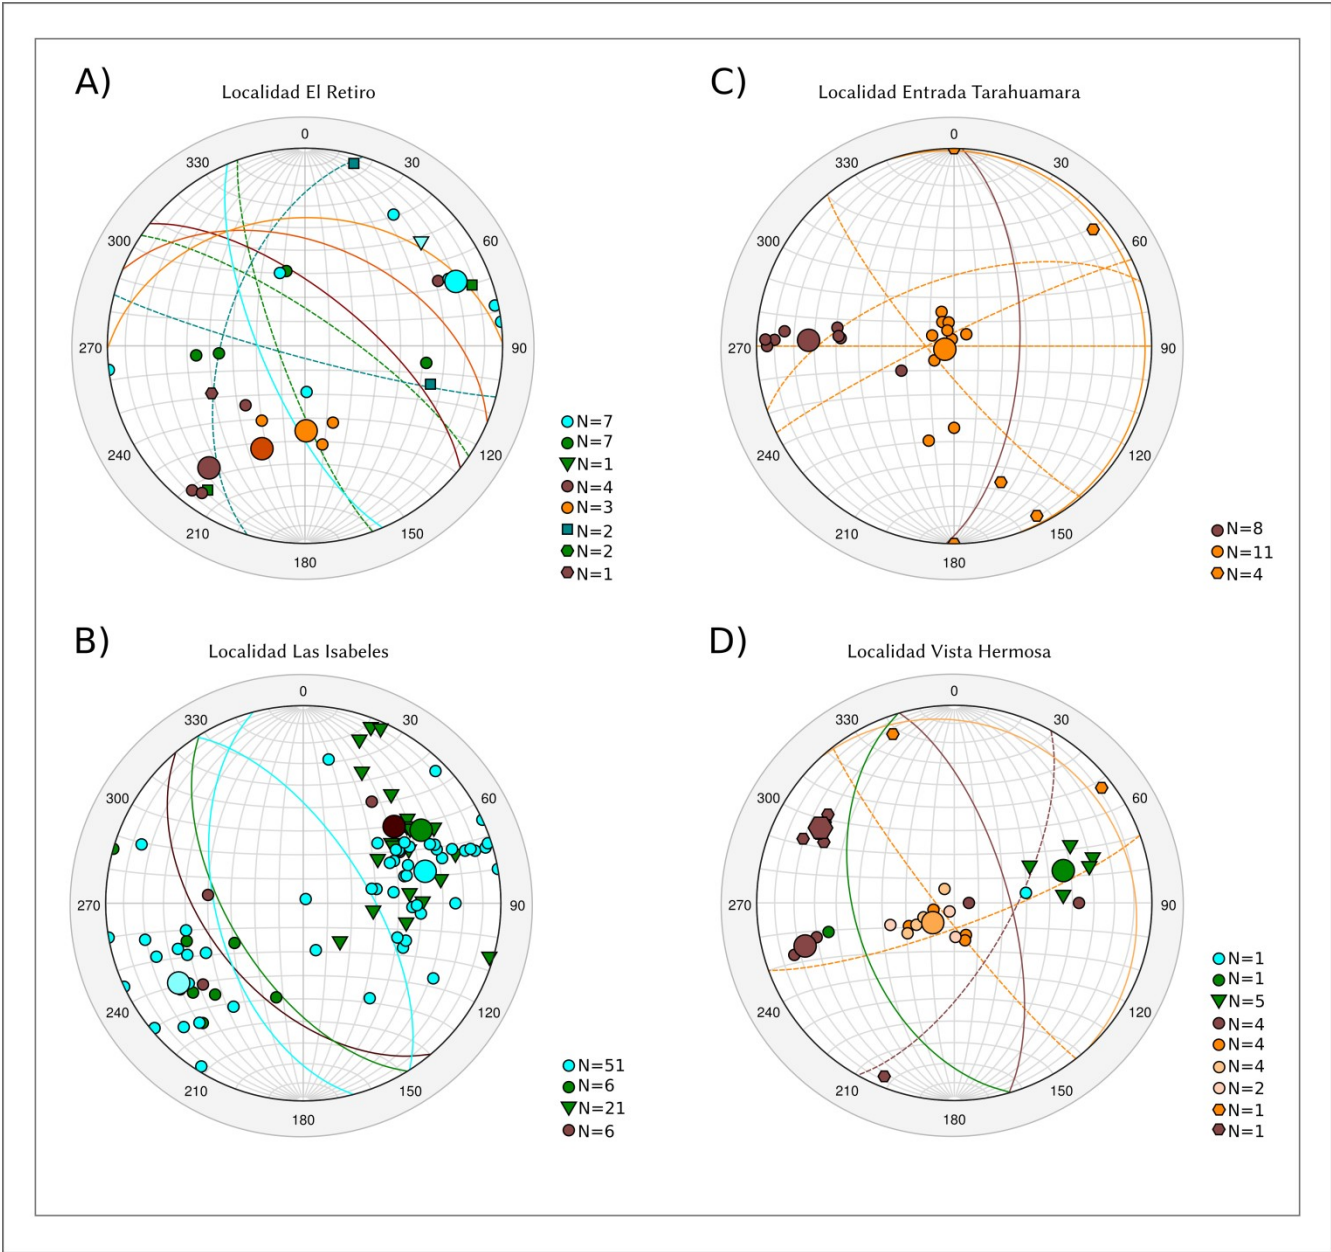 A)
Localidad El Retiro
0
30
60
90
120
150
180
210
240
270
300
330
N=7
N=7
N=1
N=4
N=3
N=2
N=2
N=1
C)
Localidad Entrada Tarahuamara
0
30
60
90
120
150
180
210
240
270
300
330
N=8
N=11
N=4
B)
Localidad Las Isabeles
0
30
60
90
120
150
180
210
240
270
300
330
N=51
N=6
N=21
N=6
D)
Localidad Vista Hermosa
0
30
60
90
120
150
180
210
240
270
300
330
N=1
N=1
N=5
N=4
N=4
N=4
N=2
N=1
N=1